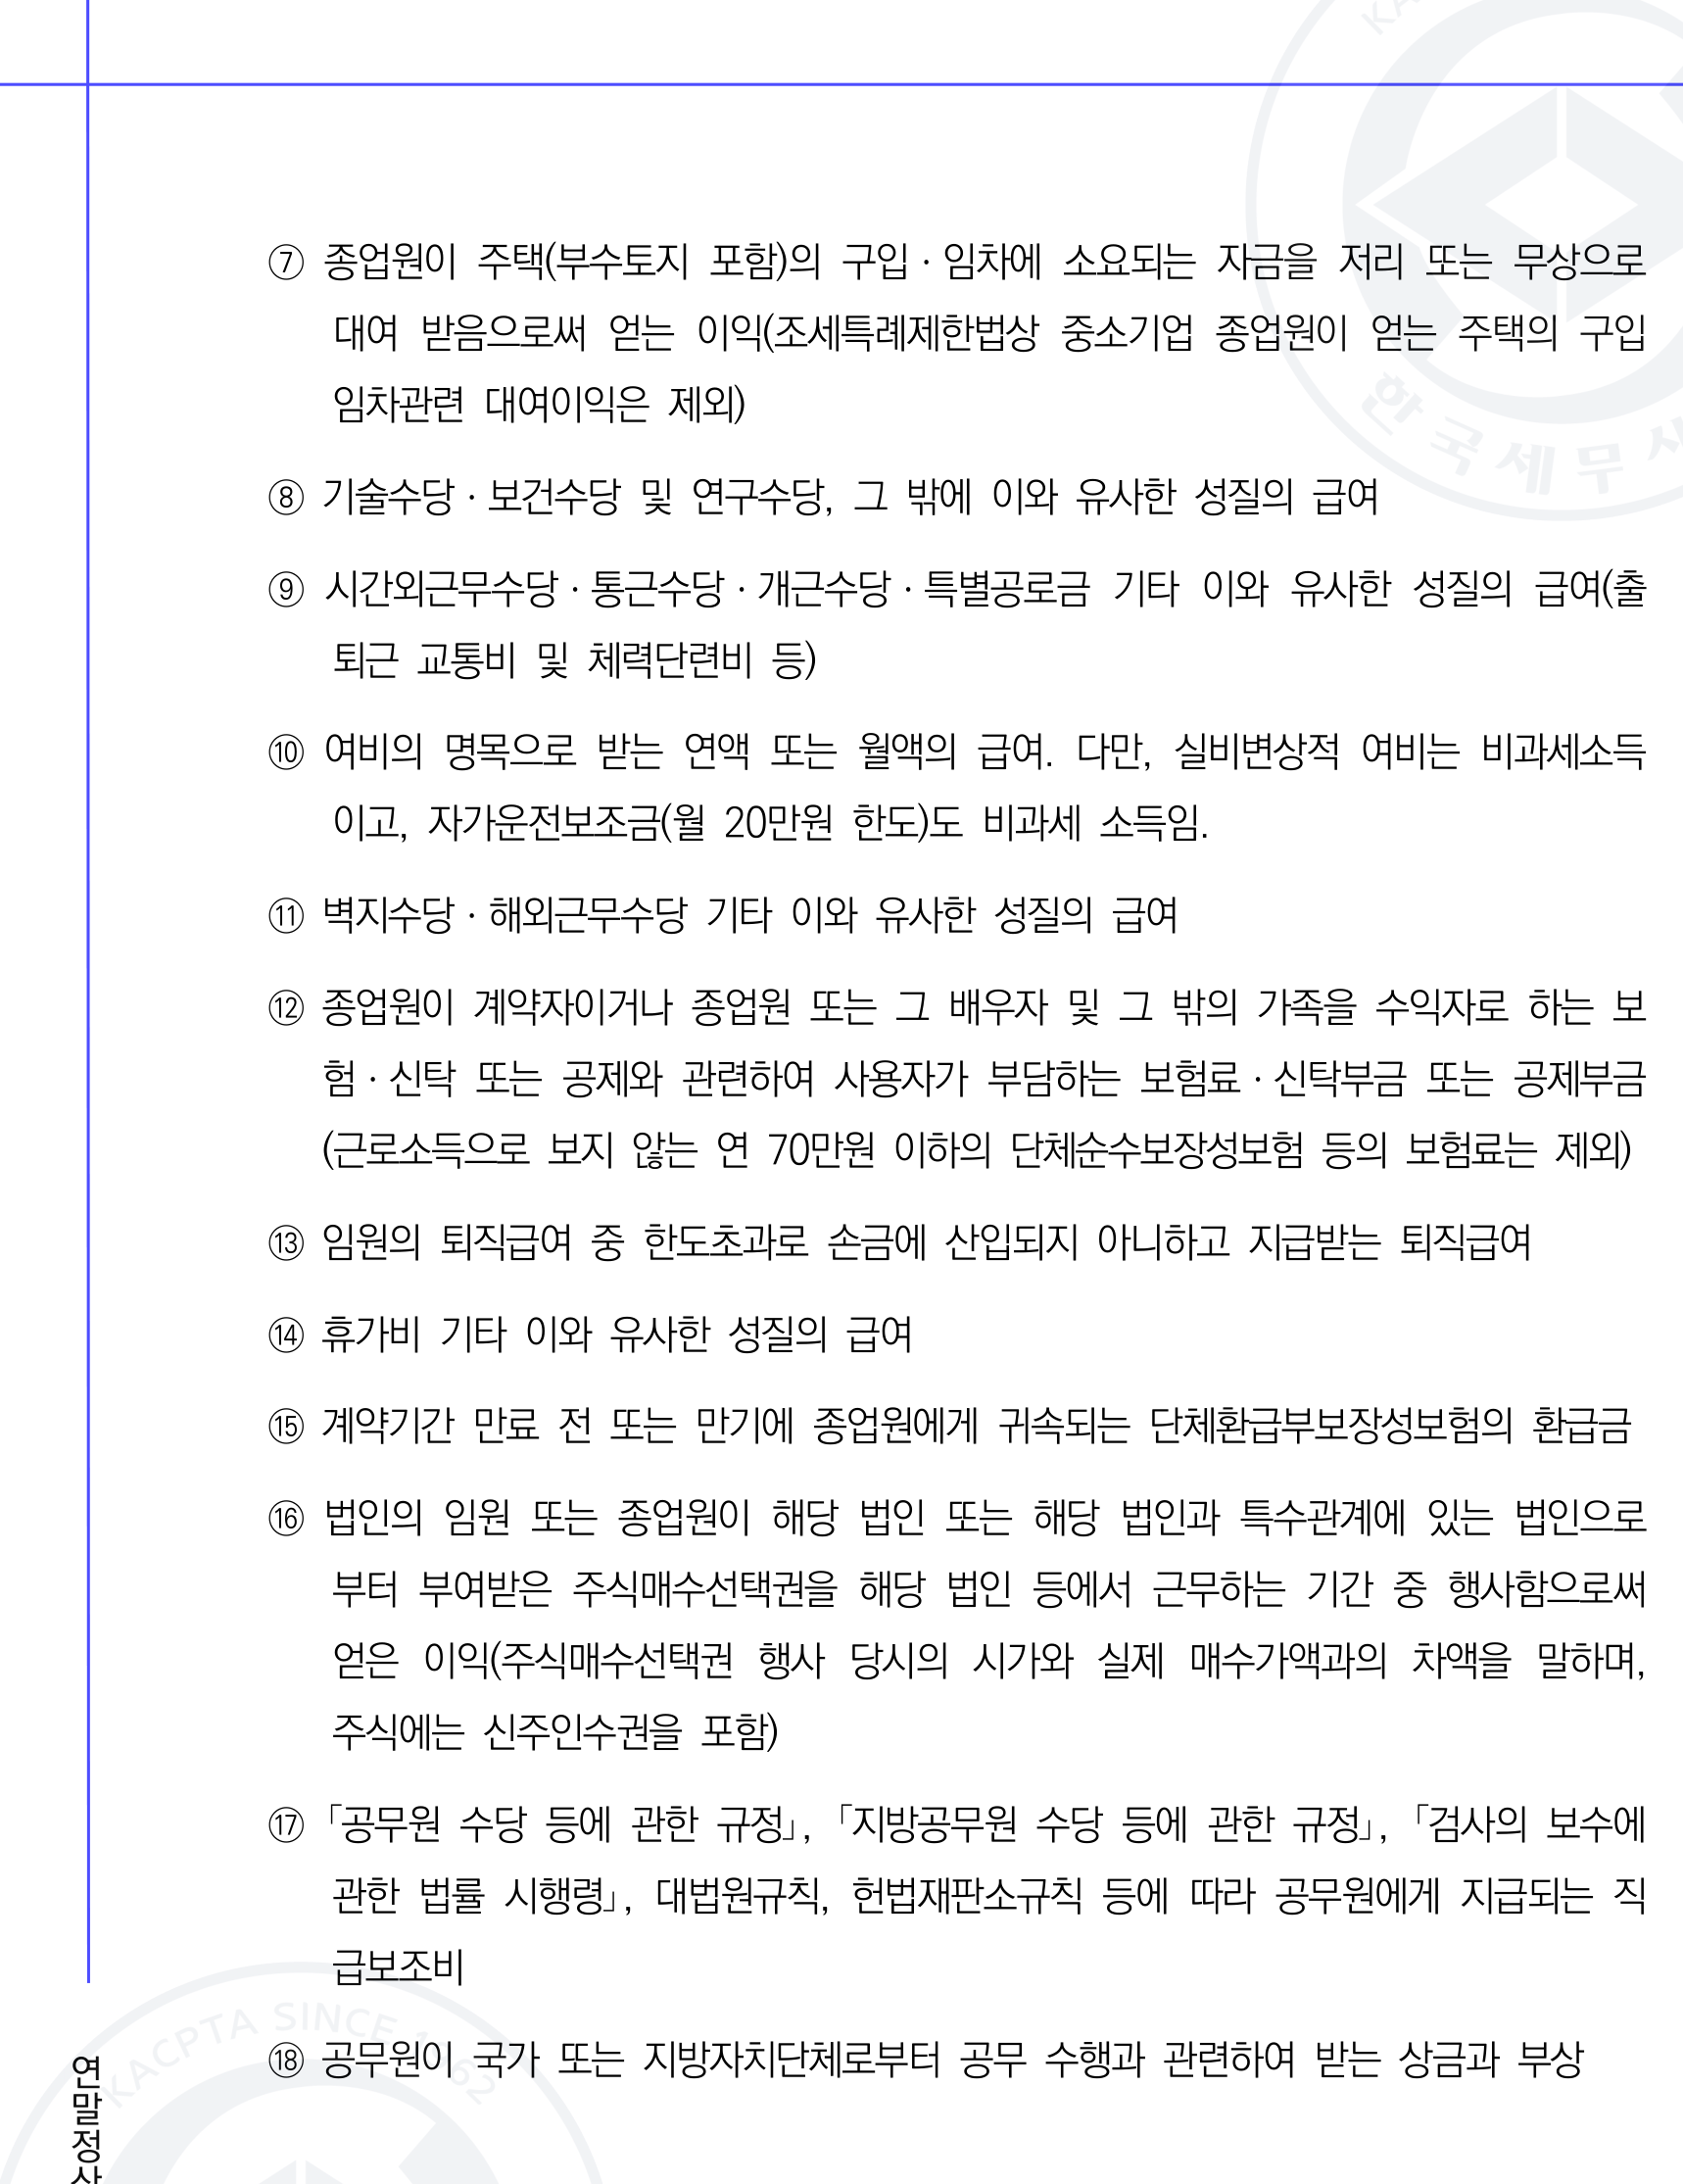 ⑦ 종업원이 주택(부수토지 포함)의 구입·임차에 소요되는 자금을 저리 또는 무상으로
대여 받음으로써 얻는 이익(조세특례제한법상 중소기업 종업원이 얻는 주택의 구입
임차관련 대여이익은 제외)
⑧ 기술수당·보건수당 및 연구수당, 그 밖에 이와 유사한 성질의 급여
⑨ 시간외근무수당·통근수당·개근수당·특별공로금 기타 이와 유사한 성질의 급여(출
퇴근 교통비 및 체력단련비 등)
⑩ 여비의 명목으로 받는 연액 또는 월액의 급여. 다만, 실비변상적 여비는 비과세소득
이고, 자가운전보조금(월 20만원 한도)도 비과세 소득임.
⑪ 벽지수당·해외근무수당 기타 이와 유사한 성질의 급여
⑫ 종업원이 계약자이거나 종업원 또는 그 배우자 및 그 밖의 가족을 수익자로 하는 보
험·신탁 또는 공제와 관련하여 사용자가 부담하는 보험료·신탁부금 또는 공제부금
(근로소득으로 보지 않는 연 70만원 이하의 단체순수보장성보험 등의 보험료는 제외)
⑬ 임원의 퇴직급여 중 한도초과로 손금에 산입되지 아니하고 지급받는 퇴직급여
⑭ 휴가비 기타 이와 유사한 성질의 급여
⑮ 계약기간 만료 전 또는 만기에 종업원에게 귀속되는 단체환급부보장성보험의 환급금
⑯ 법인의 임원 또는 종업원이 해당 법인 또는 해당 법인과 특수관계에 있는 법인으로
부터 부여받은 주식매수선택권을 해당 법인 등에서 근무하는 기간 중 행사함으로써
얻은 이익(주식매수선택권 행사 당시의 시가와 실제 매수가액과의 차액을 말하며,
주식에는 신주인수권을 포함)
⑰ 「공무원 수당 등에 관한 규정」, 「지방공무원 수당 등에 관한 규정」, 「검사의 보수에
관한 법률 시행령」, 대법원규칙, 헌법재판소규칙 등에 따라 공무원에게 지급되는 직
급보조비
⑱ 공무원이 국가 또는 지방자치단체로부터 공무 수행과 관련하여 받는 상금과 부상
연말정
한국세무
KACPTA SINCE